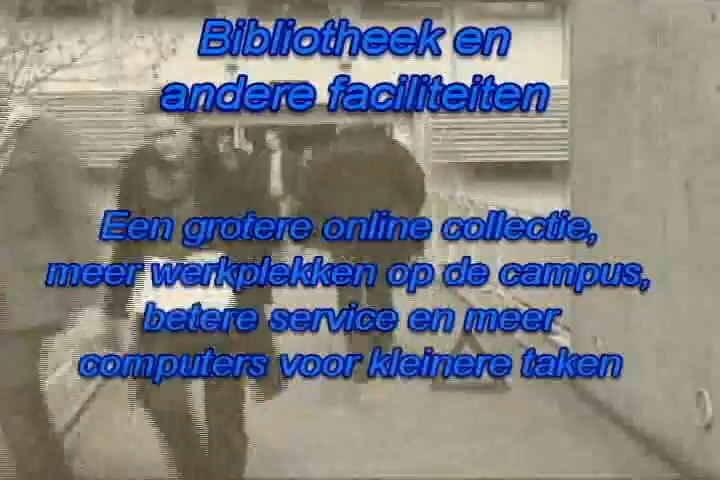 Bibliotheek en
andere faciliteiten
Een grotere online collectie,
meer werkplekken op de campus,
betere service en meer
computers voor kleinere taken